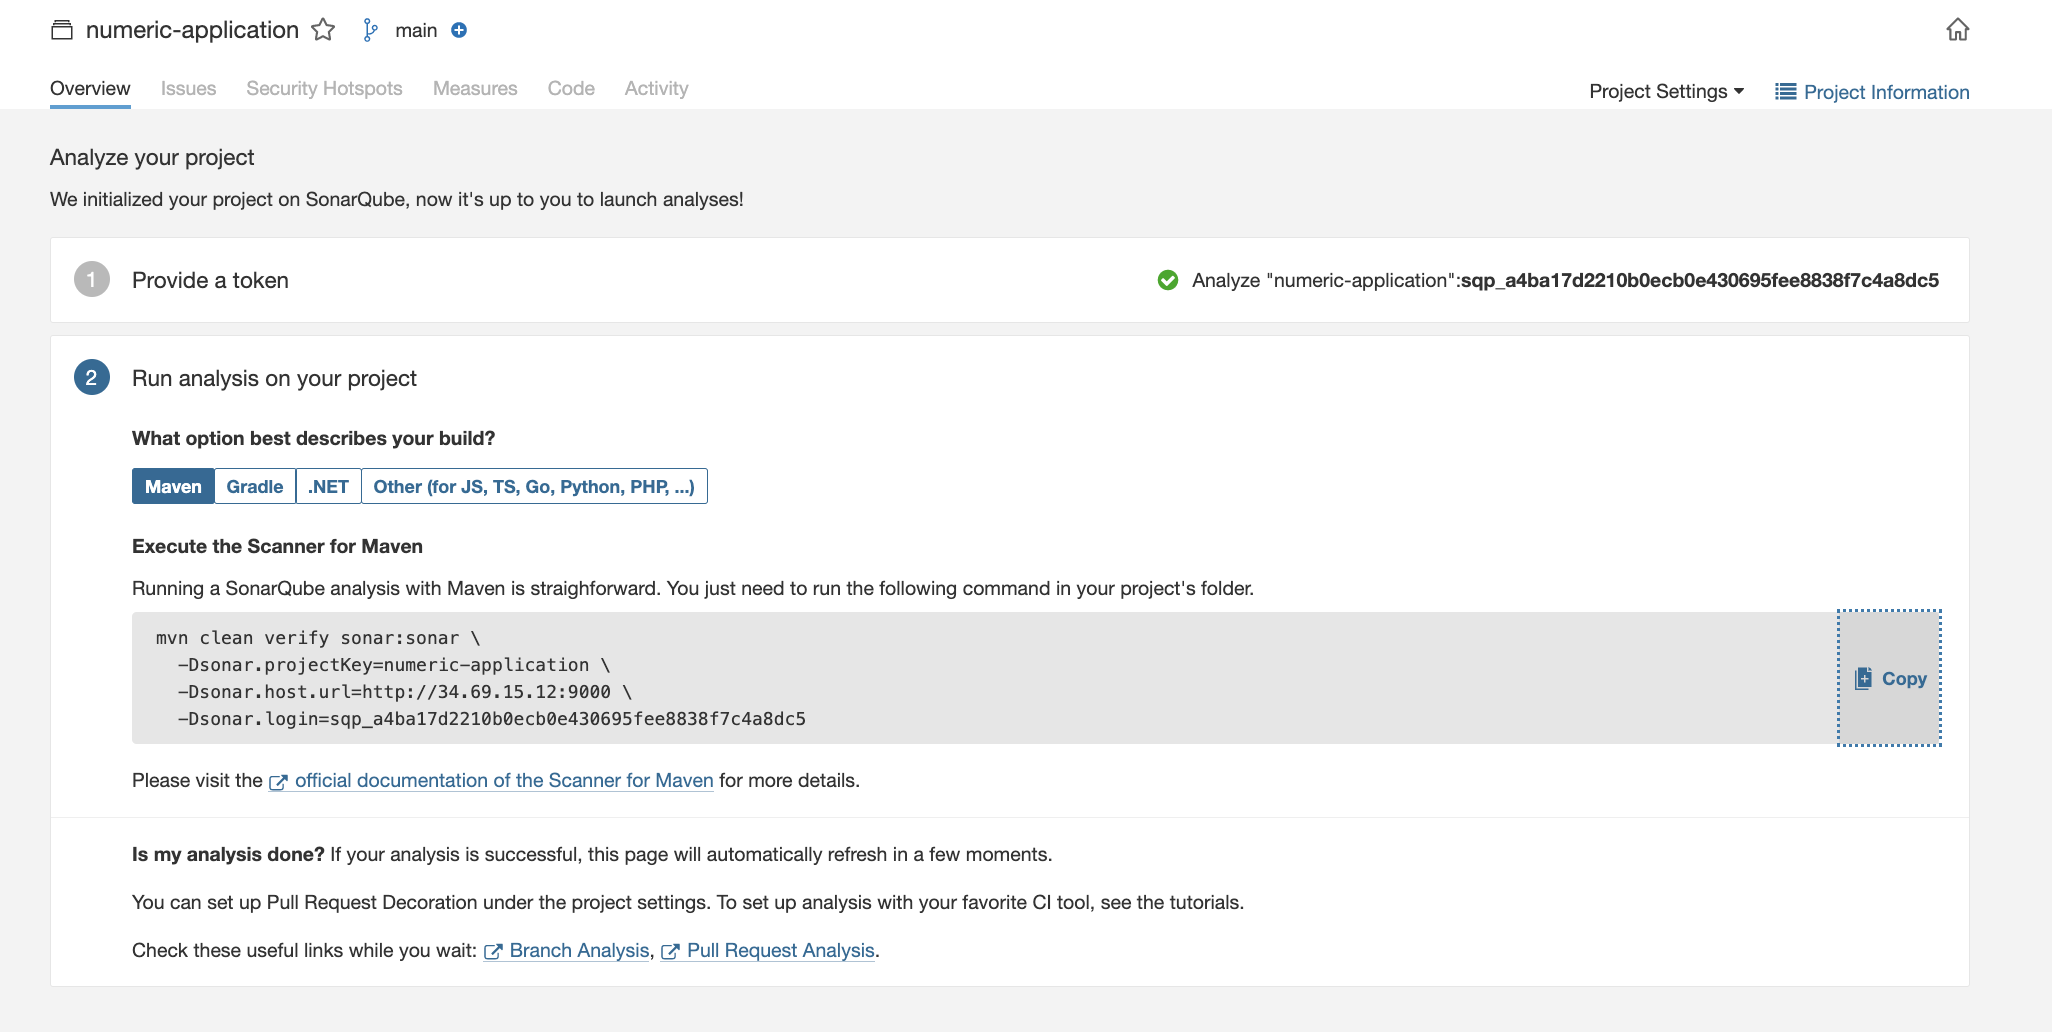 numeric-application main
Overview Issues Security Hotspots Measures Code Activity Project Settings Project Information
Analyze your project
We initialized your project on SonarQube, now it's up to you to launch analyses!
1 Provide a token Analyze "numeric-application":sqp_a4ba17d2210b0ecb0e430695fee8838f7c4a8dc5
2 Run analysis on your project
What option best describes your build?
Maven Gradle .NET Other (for JS, TS, Go, Python, PHP, ...)
Execute the Scanner for Maven
Running a SonarQube analysis with Maven is straighforward. You just need to run the following command in your project's folder.
mvn clean verify sonar:sonar \
-Dsonar.projectKey=numeric-application \
-Dsonar.host.url=http://34.69.15.12:9000 \
-Dsonar.login=sqp_a4ba17d2210b0ecb0e430695fee8838f7c4a8dc5
Copy
Please visit the official documentation of the Scanner for Maven for more details.
Is my analysis done? If your analysis is successful, this page will automatically refresh in a few moments.
You can set up Pull Request Decoration under the project settings. To set up analysis with your favorite CI tool, see the tutorials.
Check these useful links while you wait: Branch Analysis, Pull Request Analysis.